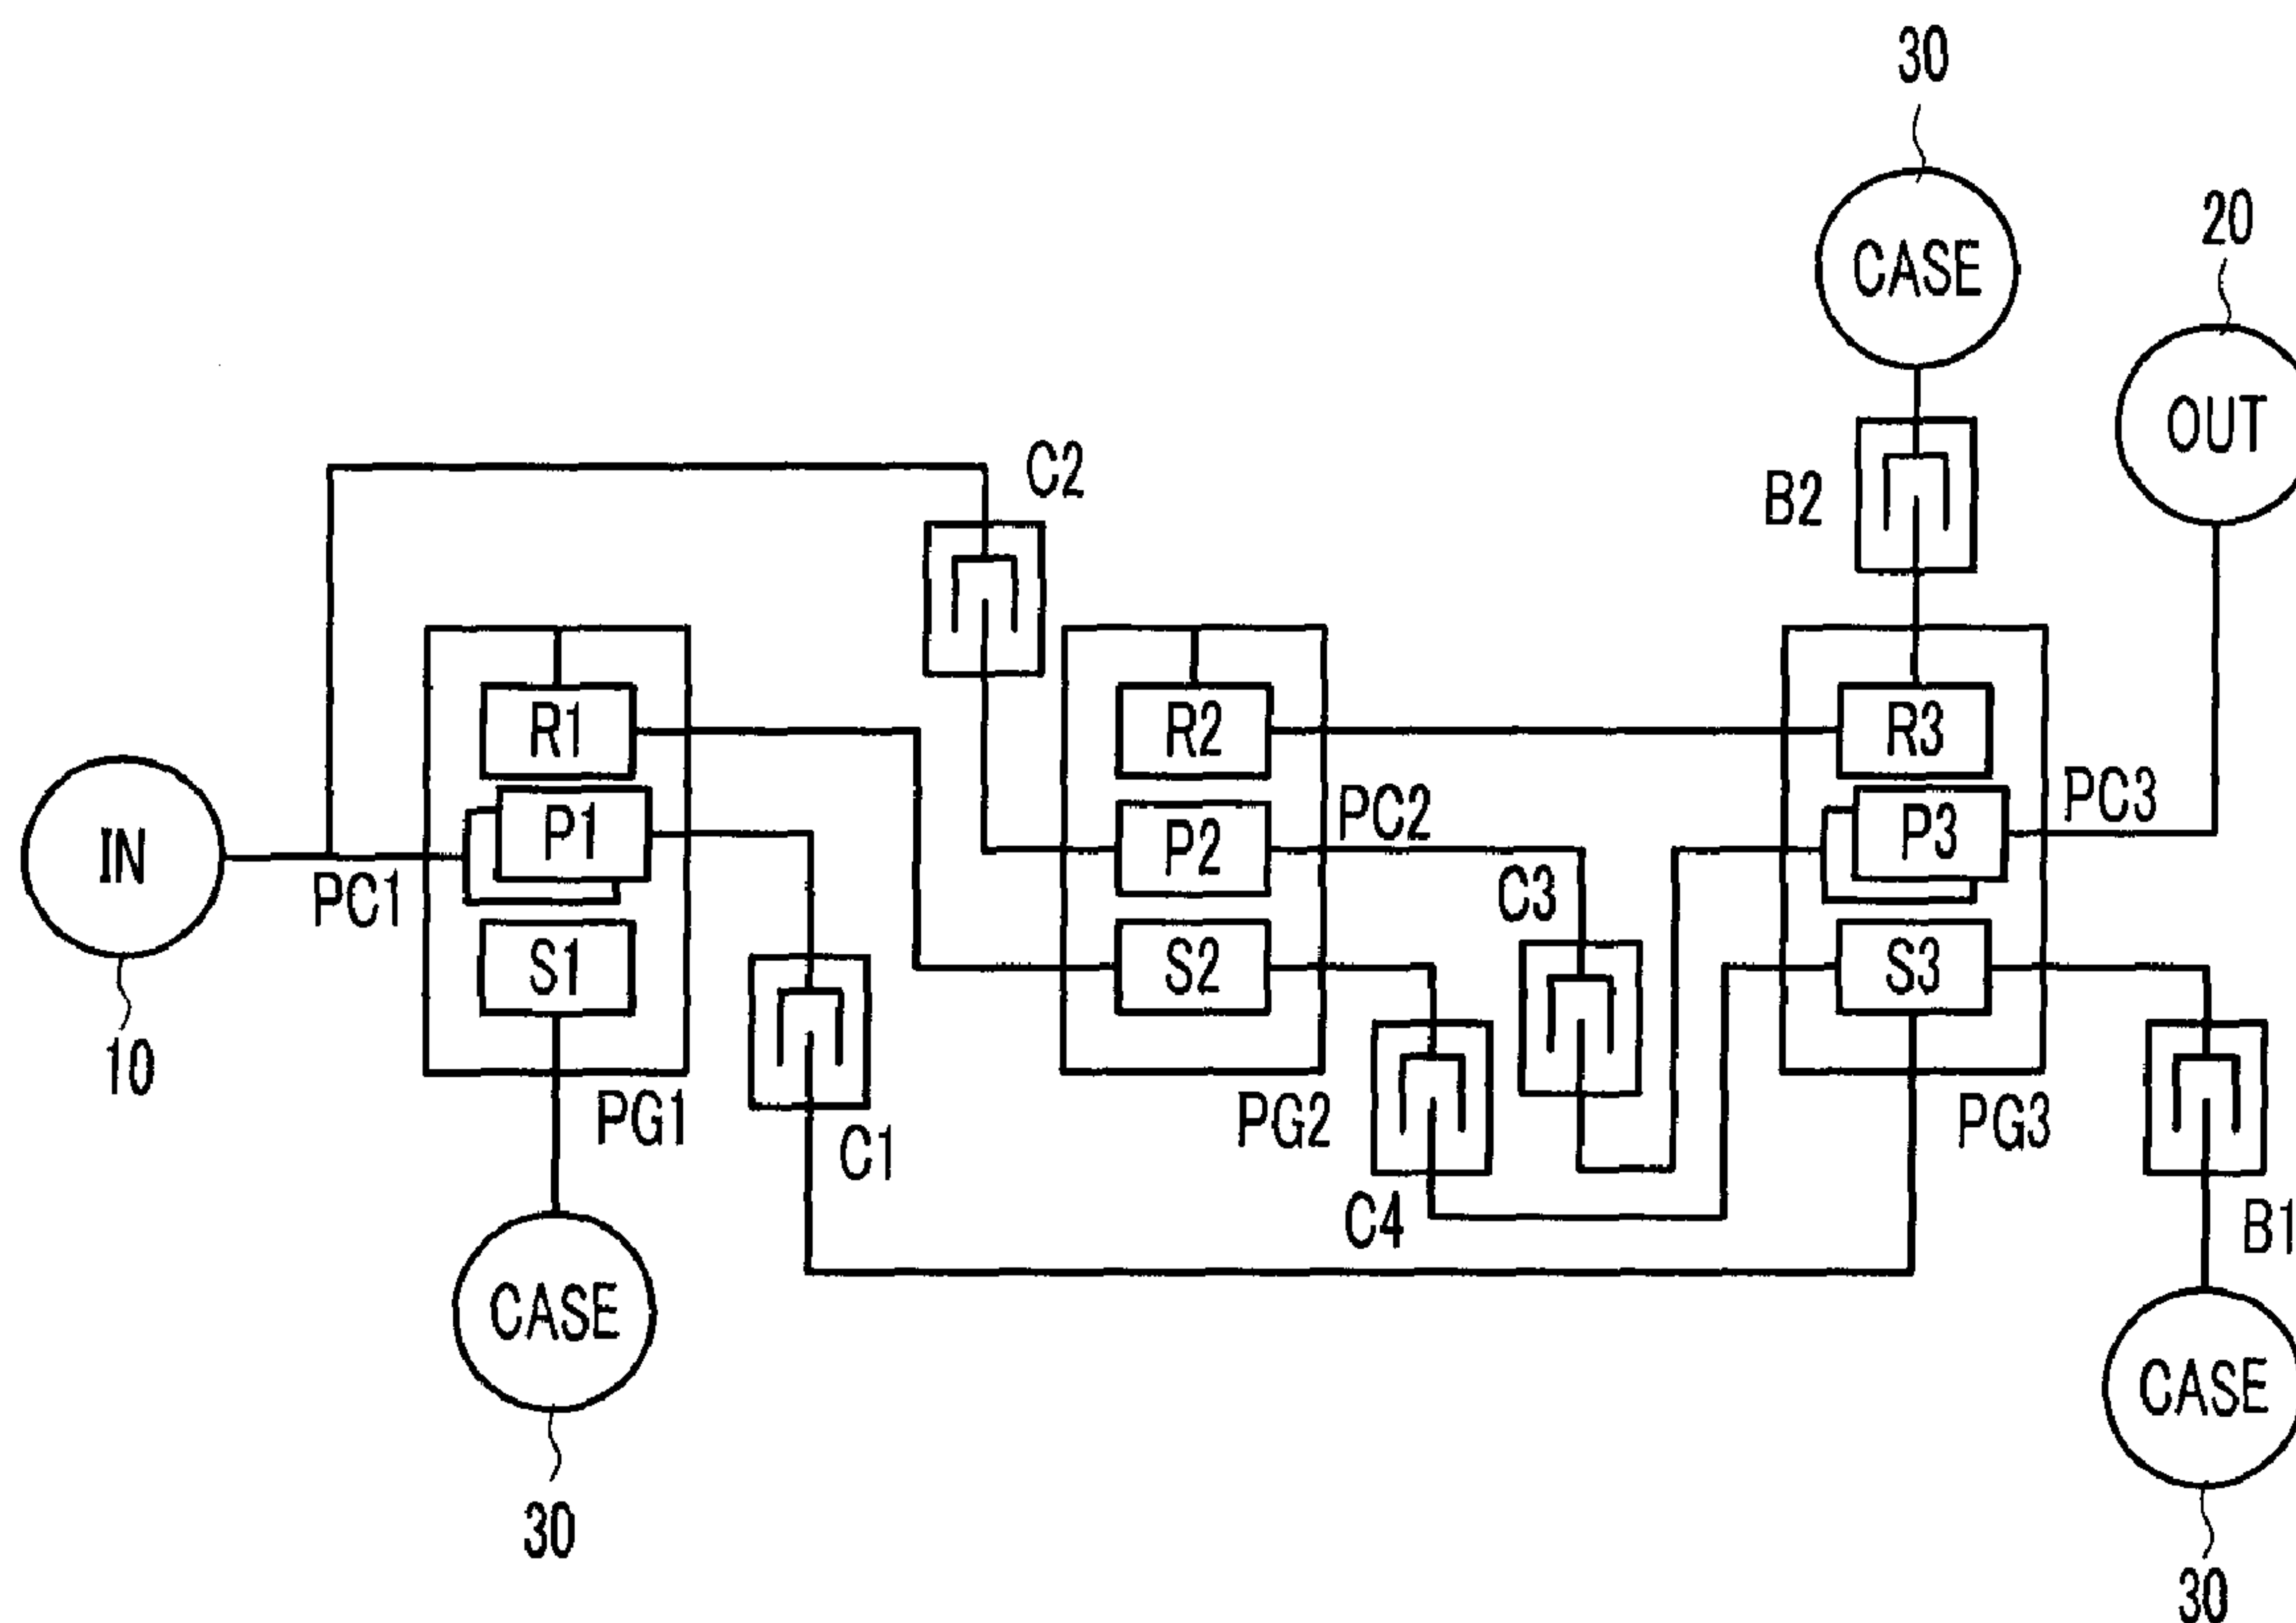 30
CASE
20
OUT
C2
B2
R1
R2
R3
P1
P2
P3
PC2
PC3
IN
PC1
C3
S1
S2
S3
10
PG1
C1
PG2
PG3
C4
B1
CASE
CASE
30
30